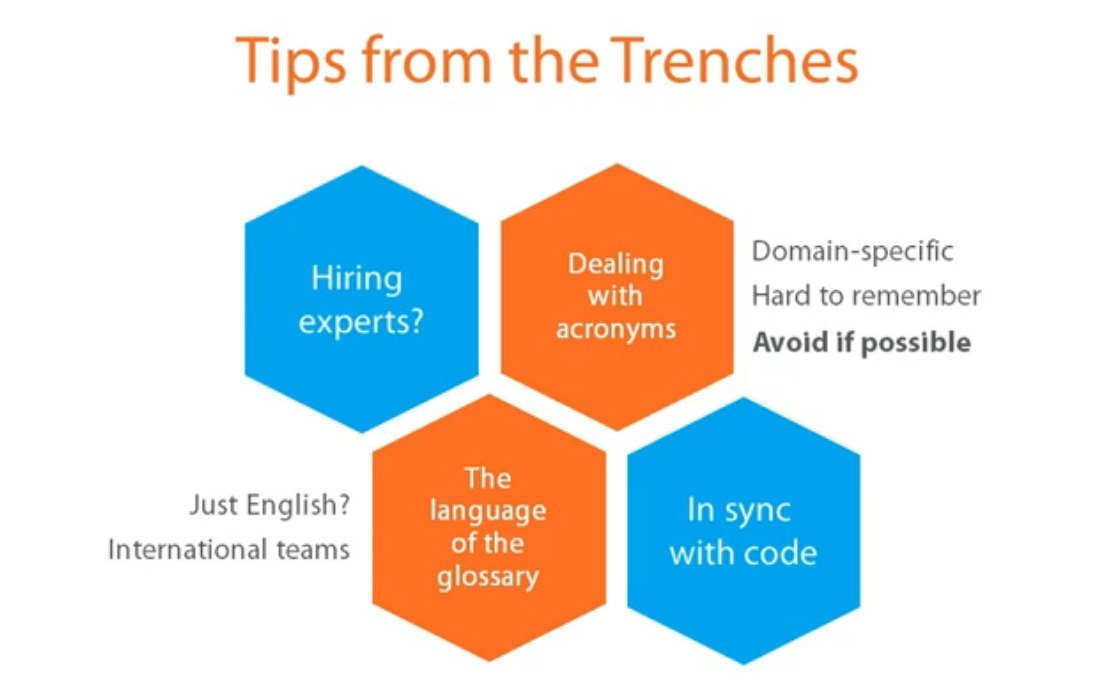 Tips from the Trenches
Hiring
experts?
Dealing
with
acronyms
Domain-specific
Hard to remember
Avoid if possible
Just English?
International teams
The
language
of the
glossary
In sync
with code